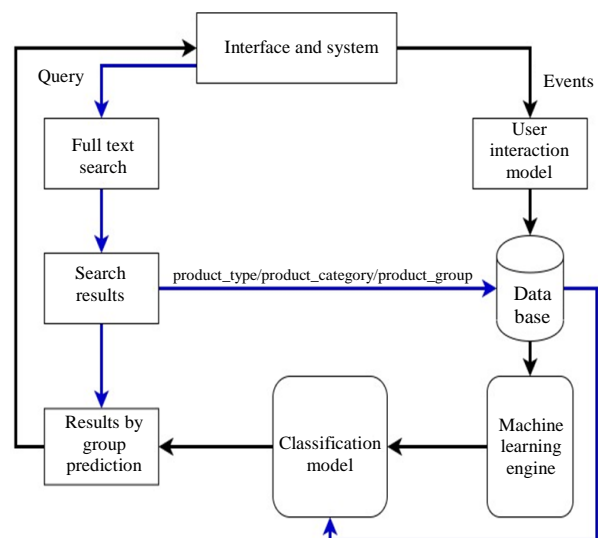 Interface and system
Query
Events
Full text
search
User
interaction
model
Search
results
product_type/product_category/product_group
Data
base
Results by
group
prediction
Classification
model
Machine
learning
engine